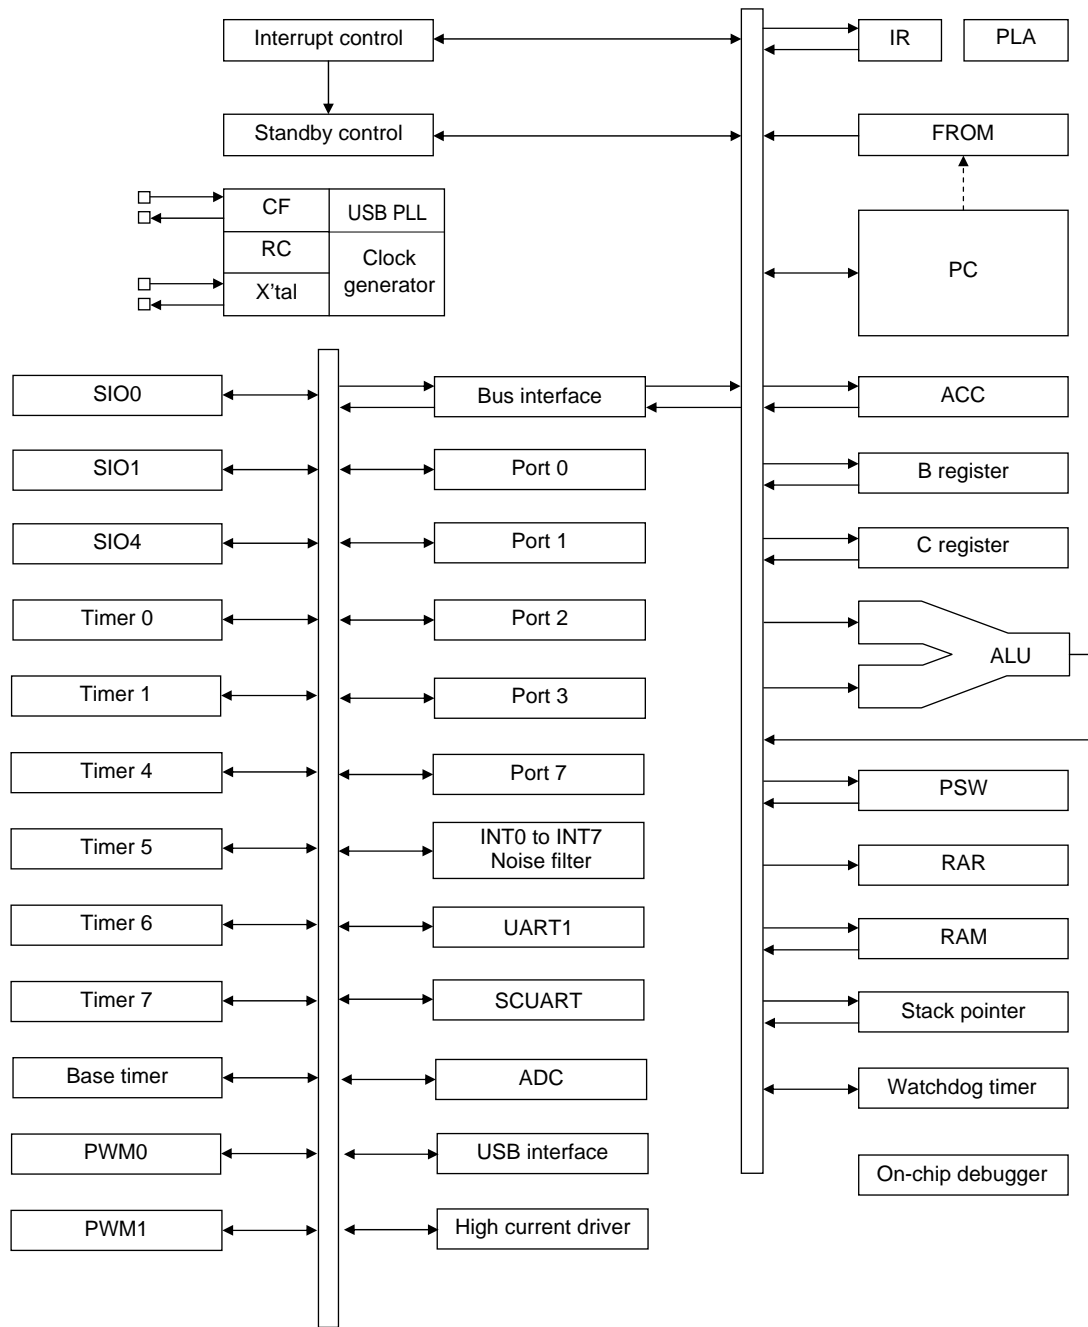 Interrupt control
IR
PLA
Standby control
FROM
CF
USB PLL
RC
Clock
generator
X'tal
PC
SIO0
Bus interface
ACC
SIO1
Port 0
B register
SIO4
Port 1
C register
Timer 0
Port 2
ALU
Timer 1
Port 3
Timer 4
Port 7
PSW
Timer 5
INT0 to INT7
Noise filter
RAR
Timer 6
UART1
RAM
Timer 7
SCUART
Stack pointer
Base timer
ADC
Watchdog timer
PWM0
USB interface
On-chip debugger
PWM1
High current driver